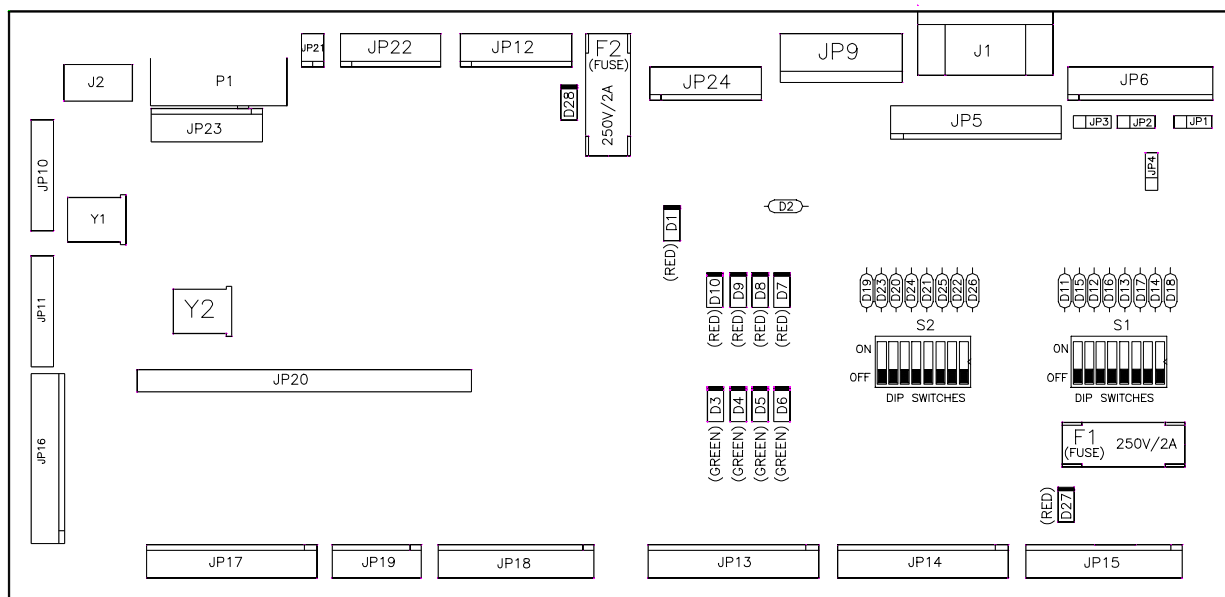 JP21
JP22
JP12
F2
(FUSE)
250V/2A
D28
JP24
JP9
J1
JP6
J2
P1
JP23
JP5
JP3
JP2
JP1
JP4
JP10
Y1
D1
(RED)
D2
JP11
Y2
D10
D9
D8
D7
(RED)
(RED)
(RED)
(RED)
D19
D23
D20
D24
D21
D25
D22
D26
D11
D15
D12
D16
D13
D17
D14
D18
S2
ON
OFF
DIP SWITCHES
S1
ON
OFF
DIP SWITCHES
JP20
D3
D4
D5
D6
(GREEN)
(GREEN)
(GREEN)
(GREEN)
F1
(FUSE)
250V/2A
JP16
(RED)
D27
JP17
JP19
JP18
JP13
JP14
JP15